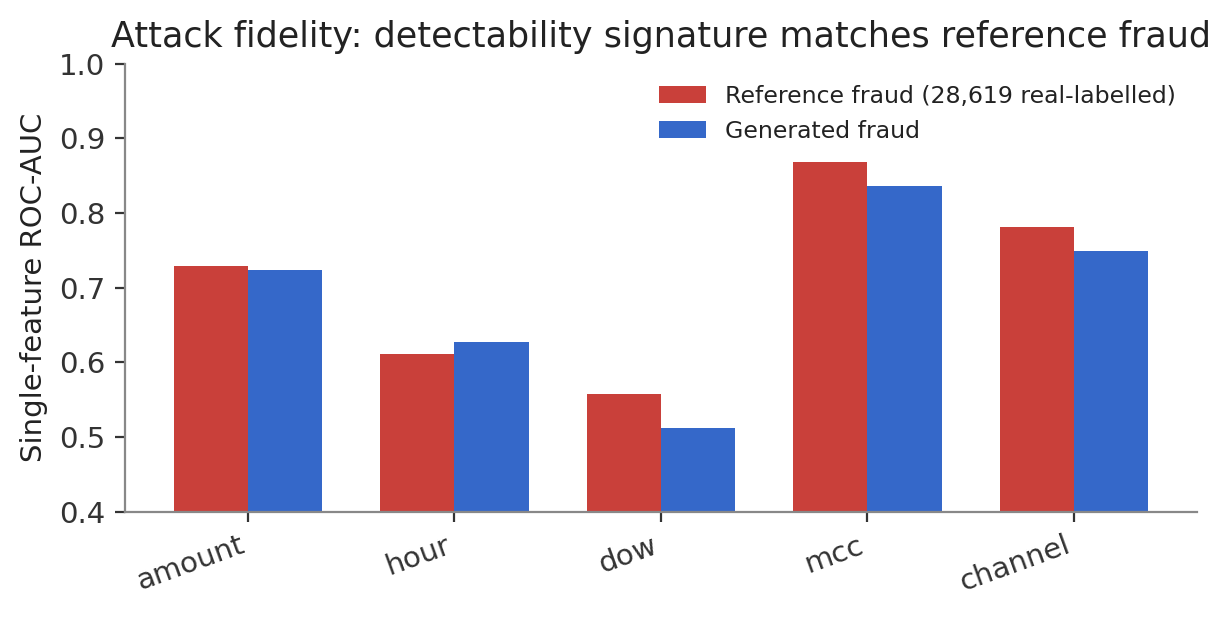 Attack fidelity: detectability signature matches reference fraud
Reference fraud (28,619 real-labelled)
Generated fraud
Single-feature ROC-AUC
1.0
0.9
0.8
0.7
0.6
0.5
0.4
amount
hour
dow
mcc
channel